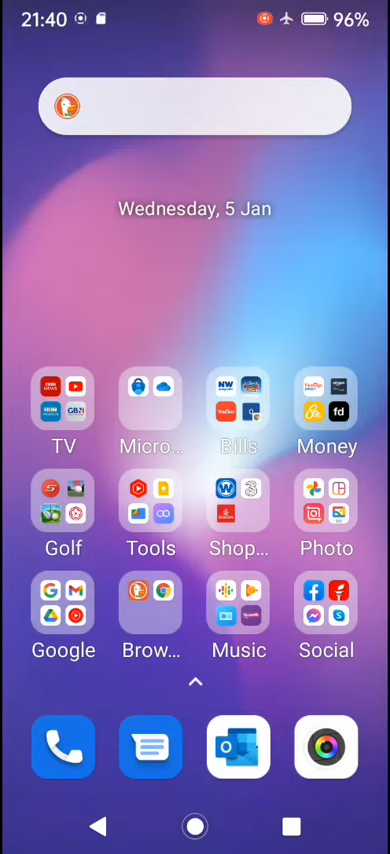 21:40 96%
Wednesday, 5 Jan
TV Micro... Bills Money
Golf Tools Shop... Photo
Google Brow... Music Social